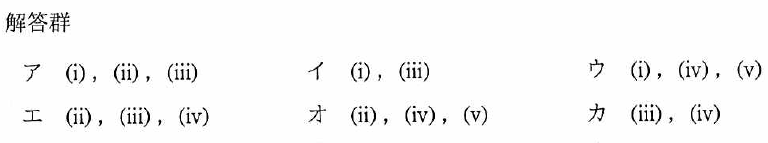 解答群
ア (i), (ii), (iii) イ (i), (iii) ウ (i), (iv), (v)
エ (ii), (iii), (iv) オ (ii), (iv), (v) カ (iii), (iv)